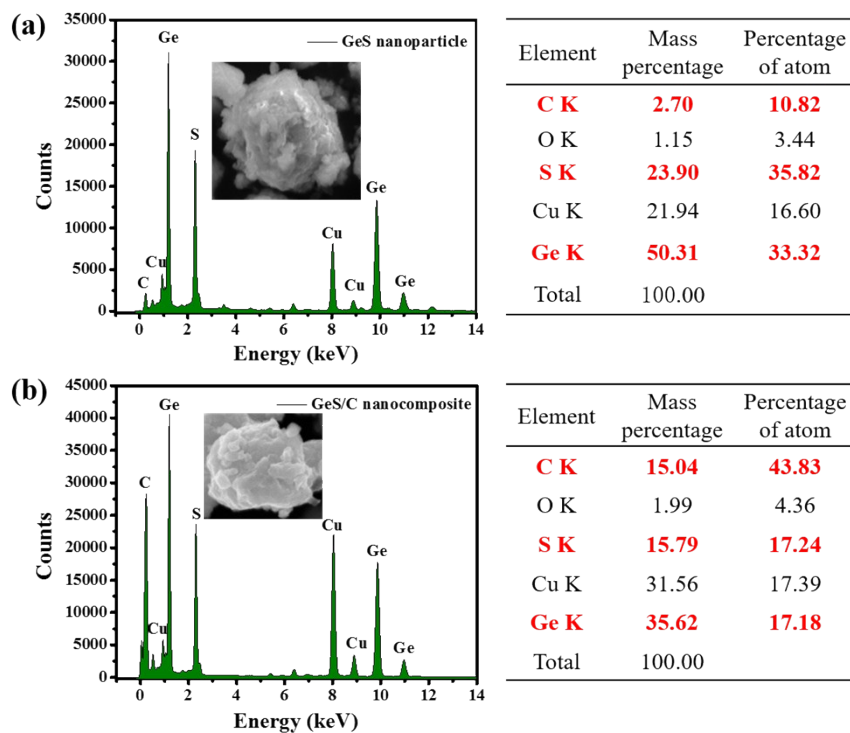 (a)
GeS nanoparticle
Ge
S
Ge
Cu
Cu
C
Cu
Ge
35000
30000
25000
20000
15000
10000
5000
0
Counts
0 2 4 6 8 10 12 14
Energy (keV)
Element Mass percentage Percentage of atom
C K 2.70 10.82
O K 1.15 3.44
S K 23.90 35.82
Cu K 21.94 16.60
Ge K 50.31 33.32
Total 100.00
(b)
GeS/C nanocomposite
Ge
C
S
Cu
Ge
Cu
Cu
Ge
45000
40000
35000
30000
25000
20000
15000
10000
5000
0
Counts
0 2 4 6 8 10 12 14
Energy (keV)
Element Mass percentage Percentage of atom
C K 15.04 43.83
O K 1.99 4.36
S K 15.79 17.24
Cu K 31.56 17.39
Ge K 35.62 17.18
Total 100.00